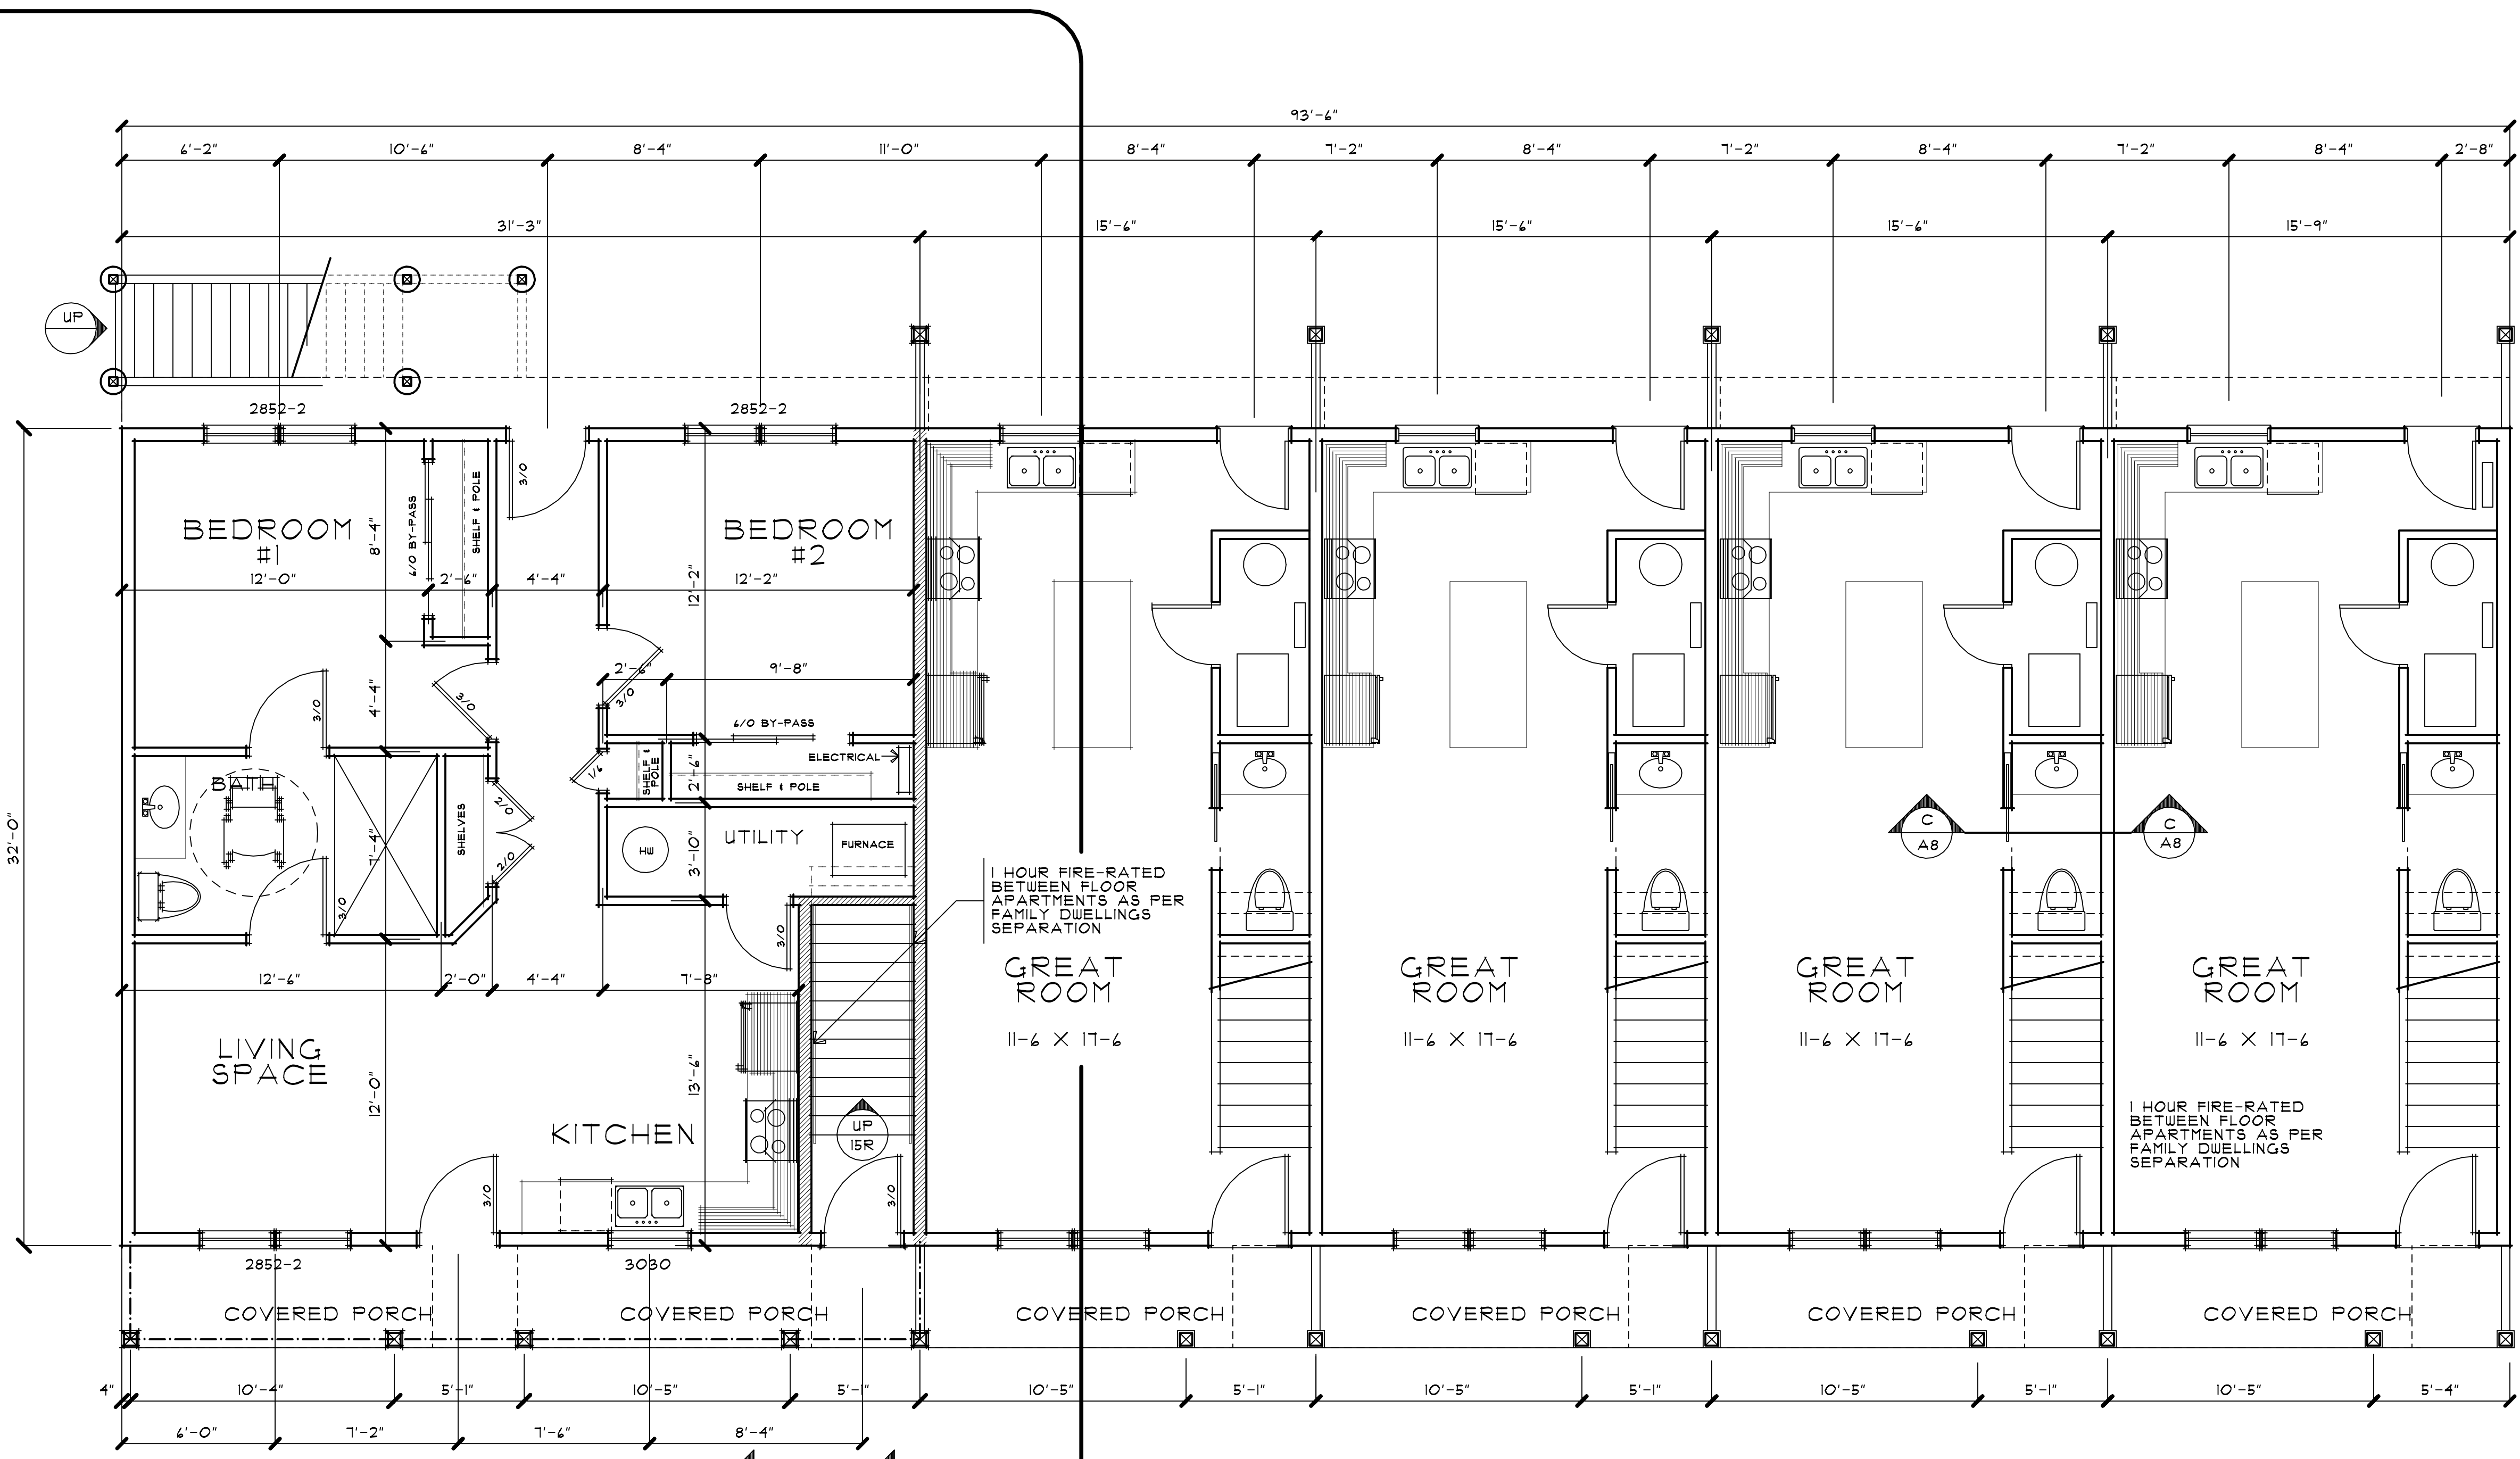 93'-6"
6'-2" 10'-6" 8'-4" 11'-0" 8'-4" 7'-2" 8'-4" 7'-2" 8'-4" 7'-2" 8'-4" 2'-8"
31'-3" 15'-6" 15'-6" 15'-6" 15'-9"
UP
2852-2 2852-2
3/0
BEDROOM
#1
8'-4"
6/0 BY-PASS
SHELF & POLE
BEDROOM
#2
12'-0" 2'-6" 4'-4" 12'-2"
12'-2"
2'-6" 9'-8"
3/0
4'-4"
3/0
3/0
6/0 BY-PASS
ELECTRICAL
1/6
SHELF &
POLE
2'-6"
SHELF & POLE
BATH
2/0
SHELVES
7'-4"
2/0
3/0
32'-0"
HW
UTILITY
3'-10"
FURNACE
3/0
1 HOUR FIRE-RATED
BETWEEN FLOOR
APARTMENTS AS PER
FAMILY DWELLINGS
SEPARATION
C
A8
C
A8
12'-6" 2'-0" 4'-4" 7'-8"
GREAT
ROOM
11-6 X 17-6
GREAT
ROOM
11-6 X 17-6
GREAT
ROOM
11-6 X 17-6
GREAT
ROOM
11-6 X 17-6
LIVING
SPACE
12'-0"
13'-6"
KITCHEN
UP
15R
3/0
3/0
1 HOUR FIRE-RATED
BETWEEN FLOOR
APARTMENTS AS PER
FAMILY DWELLINGS
SEPARATION
2852-2 3030
COVERED PORCH COVERED PORCH COVERED PORCH COVERED PORCH COVERED PORCH COVERED PORCH
4" 10'-4" 5'-1" 10'-5" 5'-1" 10'-5" 5'-1" 10'-5" 5'-1" 10'-5" 5'-1" 10'-5" 5'-4"
6'-0" 7'-2" 7'-6" 8'-4"